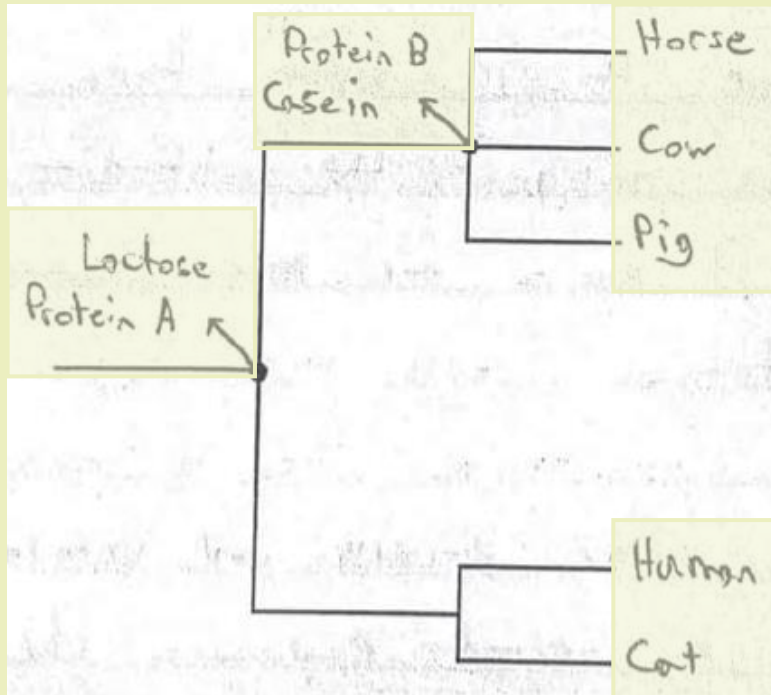 Protein B
Casein
Horse
Cow
Pig
Lactose
Protein A
Human
Cat